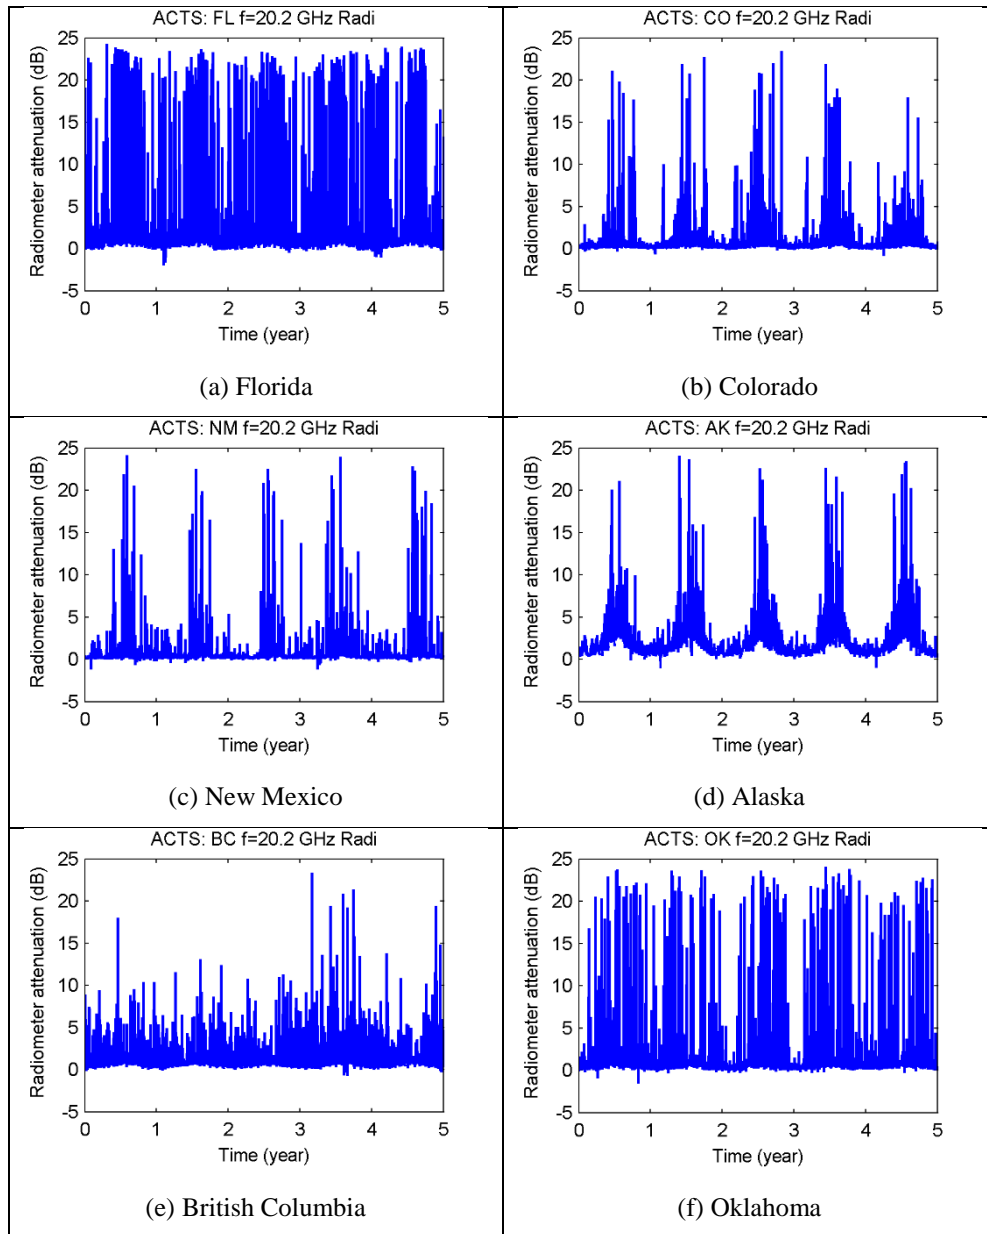 ACTS: FL f=20.2 GHz Radi
Radiometer attenuation (dB)
25
20
15
10
5
0
-5
0 1 2 3 4 5
Time (year)
(a) Florida
ACTS: CO f=20.2 GHz Radi
Radiometer attenuation (dB)
25
20
15
10
5
0
-5
0 1 2 3 4 5
Time (year)
(b) Colorado
ACTS: NM f=20.2 GHz Radi
Radiometer attenuation (dB)
25
20
15
10
5
0
-5
0 1 2 3 4 5
Time (year)
(c) New Mexico
ACTS: AK f=20.2 GHz Radi
Radiometer attenuation (dB)
25
20
15
10
5
0
-5
0 1 2 3 4 5
Time (year)
(d) Alaska
ACTS: BC f=20.2 GHz Radi
Radiometer attenuation (dB)
25
20
15
10
5
0
-5
0 1 2 3 4 5
Time (year)
(e) British Columbia
ACTS: OK f=20.2 GHz Radi
Radiometer attenuation (dB)
25
20
15
10
5
0
-5
0 1 2 3 4 5
Time (year)
(f) Oklahoma